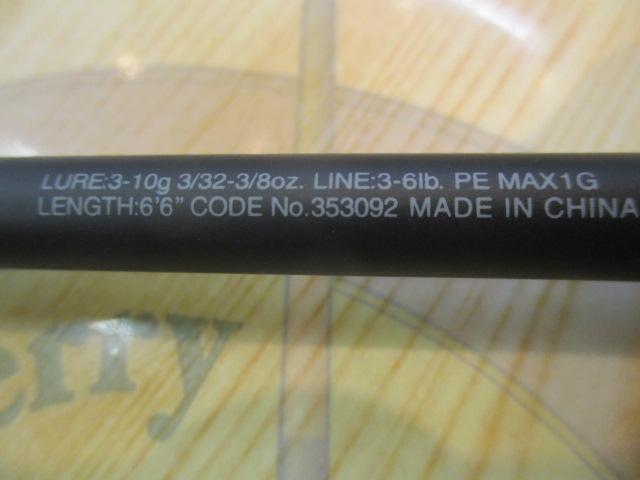 LURE:3-10g 3/32-3/8oz. LINE:3-6lb. PE MAX1G
LENGTH:6'6" CODE No.353092 MADE IN CHINA
erry